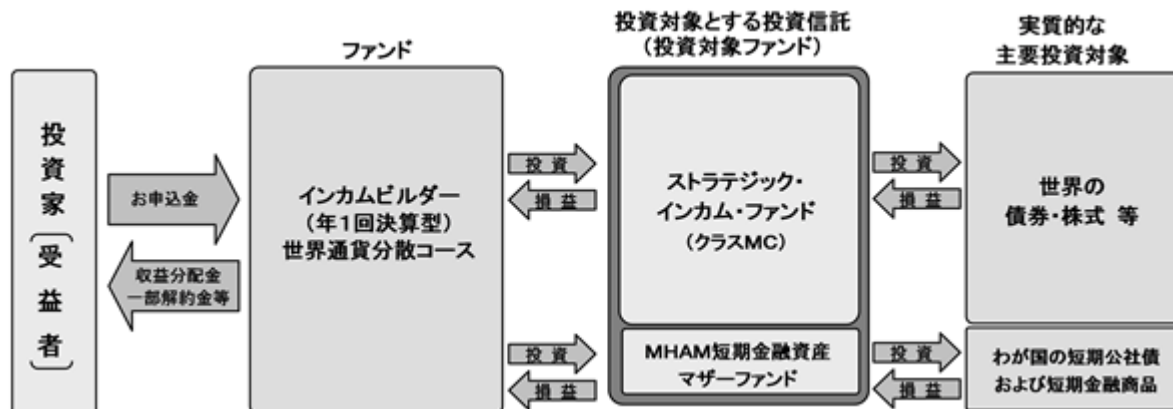 投資対象とする投資信託
(投資対象ファンド)
実質的な
主要投資対象
ファンド
投資家(受益者)
お申込金
収益分配金
一部解約金等
インカムビルダー
(年1回決算型)
世界通貨分散コース
投資
損益
投資
損益
ストラテジック・
インカム・ファンド
(クラスMC)
MHAM短期金融資産
マザーファンド
投資
損益
投資
損益
世界の
債券・株式 等
わが国の短期公社債
および短期金融商品